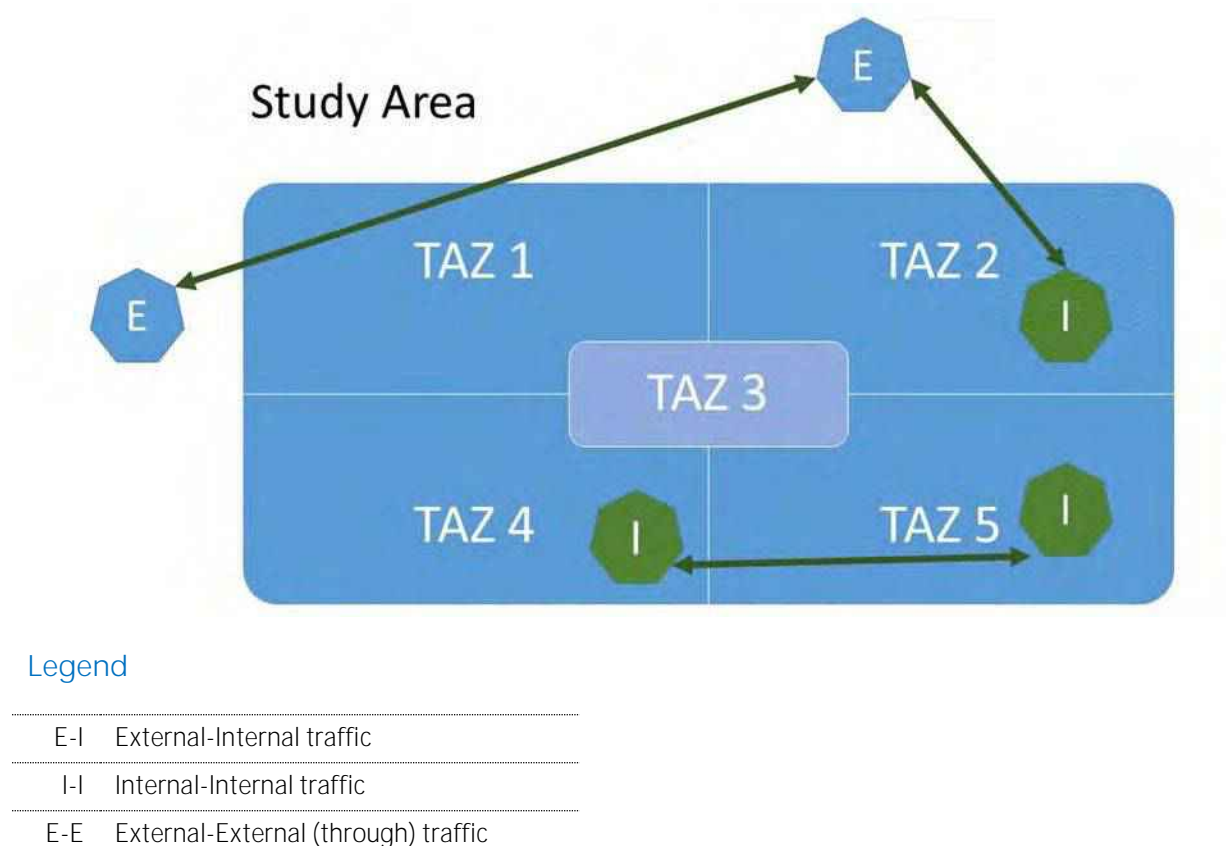 E
Study Area
TAZ 1
TAZ 2
E
I
TAZ 3
TAZ 4
I
TAZ 5
I
Legend
E-I External-Internal traffic
I-I Internal-Internal traffic
E-E External-External (through) traffic